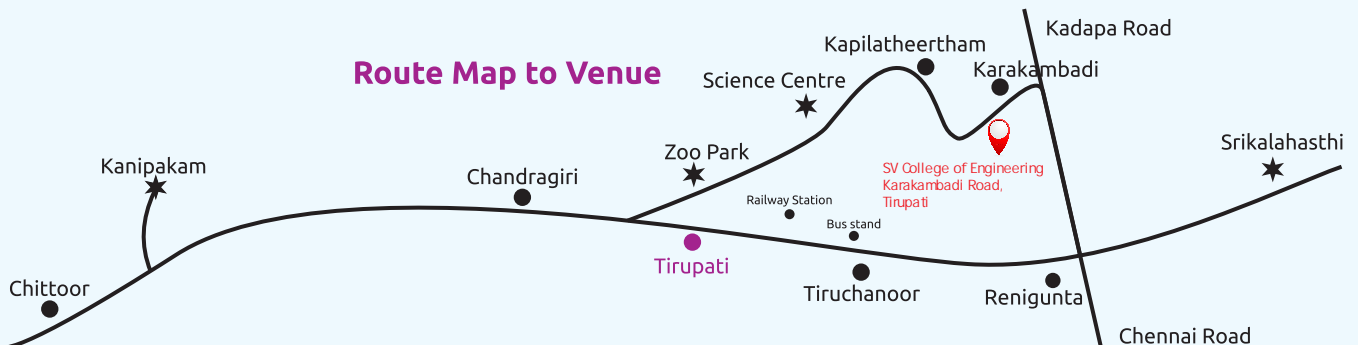 Kadapa Road
Kapilatheertham
Karakambadi
Route Map to Venue
Science Centre
Srikalahasthi
Zoo Park
Kanipakam
SV College of Engineering
Karakambadi Road,
Tirupati
Chandragiri
Railway Station
Bus stand
Tirupati
Chittoor
Tiruchanoor
Renigunta
Chennai Road